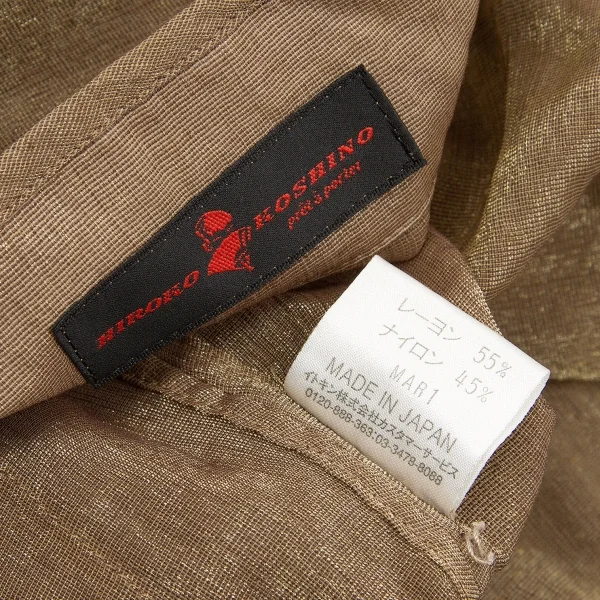 HIROKO KOSHINO
prêt à porter
レーヨン 55%
ナイロン 45%
MAR1
MADE IN JAPAN
イトキン株式会社カスタマーサービス
0120-888-363:03-3478-8088